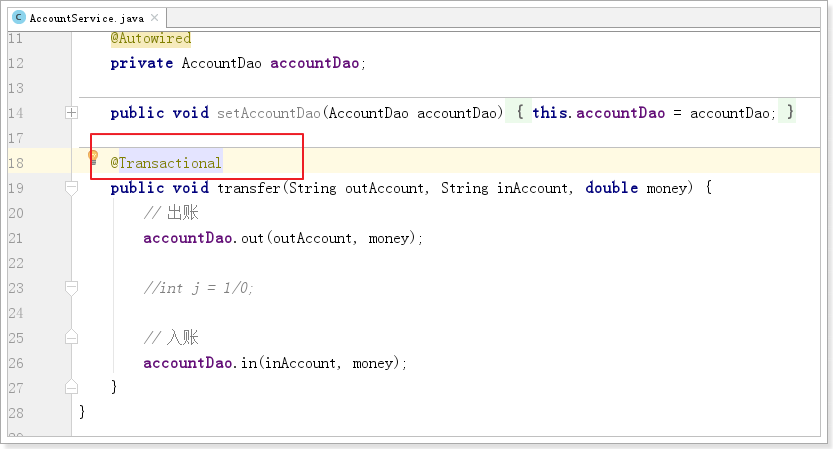 AccountService.java
11 @Autowired
12 private AccountDao accountDao;
13
14 public void setAccountDao(AccountDao accountDao) { this.accountDao = accountDao; }
17
18 @Transactional
19 public void transfer(String outAccount, String inAccount, double money) {
20 // 出账
21 accountDao.out(outAccount, money);
22
23 //int j = 1/0;
24
25 // 入账
26 accountDao.in(inAccount, money);
27 }
28 }